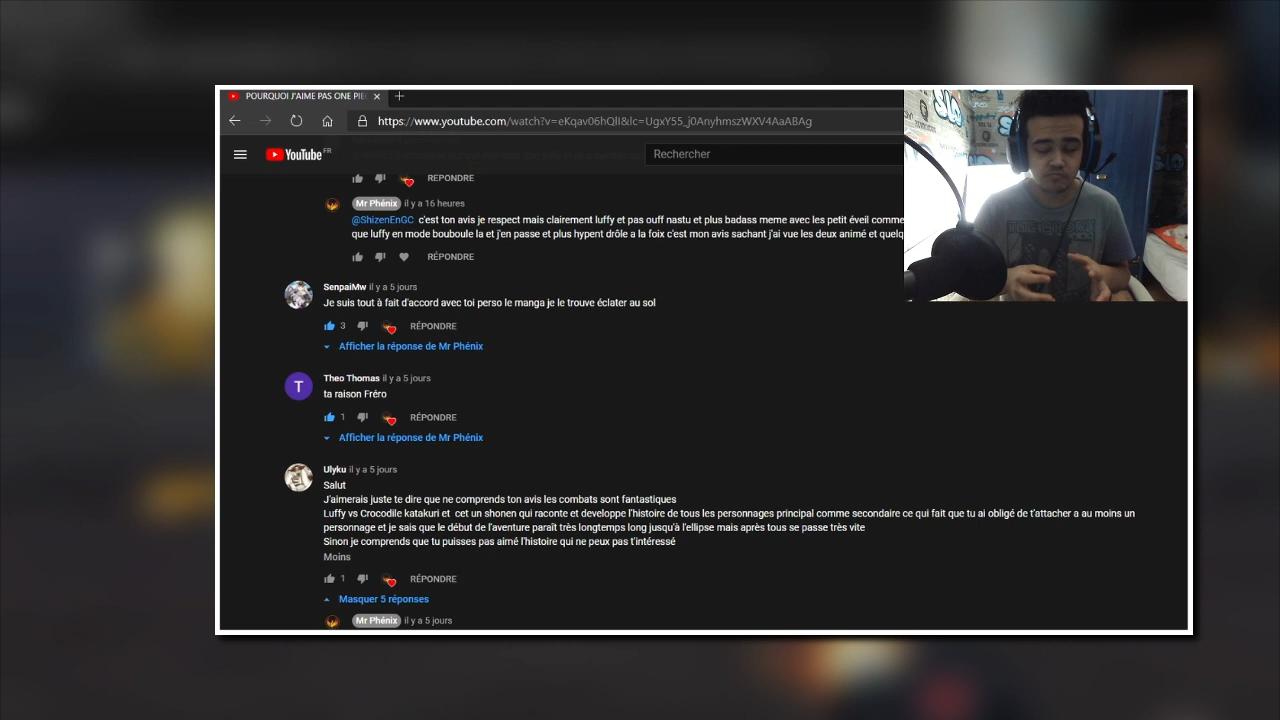 POURQUOI J'AIME PAS ONE PIE
https://www.youtube.com/watch?v=eKqav06hQlI&lc=UgxY55_j0AnyhmszWXV4AaABAg
YouTube FR
Rechercher
RÉPONDRE
Mr Phénix il y a 16 heures
@ShizenEnGC c'est ton avis je respect mais clairement luffy et pas ouff nastu et plus badass meme avec les petit éveil comme
que luffy en mode bouboule la et j'en passe et plus hypent drôle a la foix c'est mon avis sachant j'ai vue les deux animé et quelq
RÉPONDRE
SenpaiMw il y a 5 jours
Je suis tout à fait d'accord avec toi perso le manga je le trouve éclater au sol
3 RÉPONDRE
Afficher la réponse de Mr Phénix
T
Theo Thomas il y a 5 jours
ta raison Fréro
1 RÉPONDRE
Afficher la réponse de Mr Phénix
Ulyku il y a 5 jours
Salut
J'aimerais juste te dire que ne comprends ton avis les combats sont fantastiques
Luffy vs Crocodile katakuri et cet un shonen qui raconte et developpe l'histoire de tous les personnages principal comme secondaire ce qui fait que tu ai obligé de t'attacher a au moins un
personnage et je sais que le début de l'aventure paraît très longtemps long jusqu'à l'ellipse mais après tous se passe très vite
Sinon je comprends que tu puisses pas aimé l'histoire qui ne peux pas t'intéressé
Moins
1 RÉPONDRE
Masquer 5 réponses
Mr Phénix il y a 5 jours